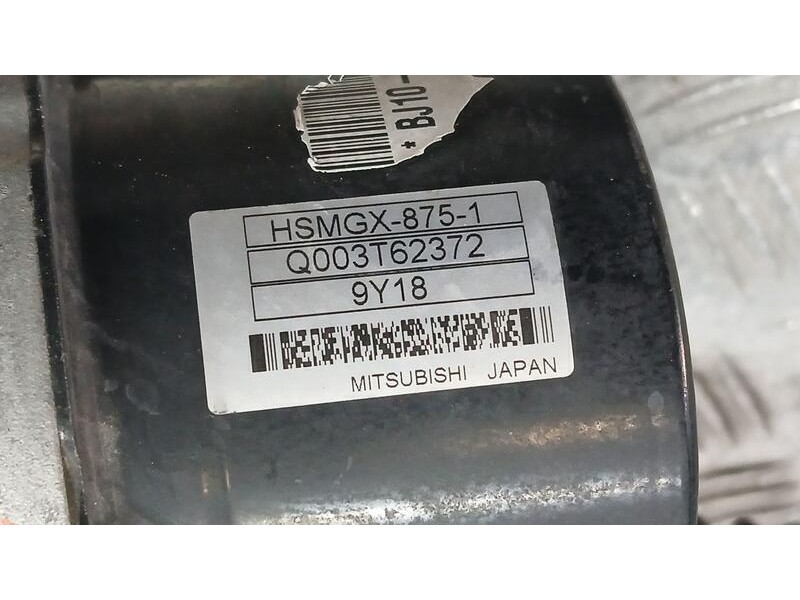 * BJ10-
HSMGX-875-1
Q003T62372
9Y18
MITSUBISHI JAPAN